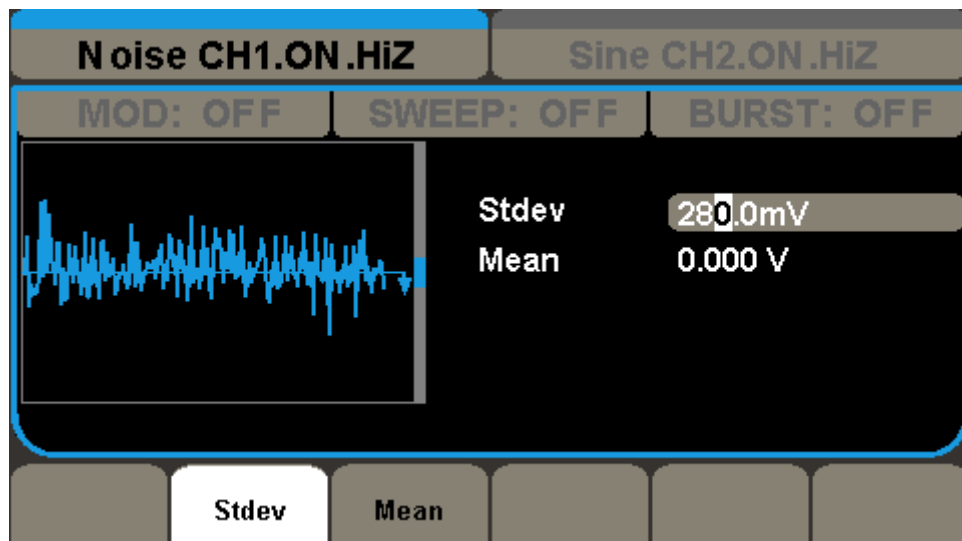 Noise CH1.ON.HiZ
Sine CH2.ON.HiZ
MOD: OFF
SWEEP: OFF
BURST: OFF
Stdev 280.0mV
Mean 0.000 V
Stdev
Mean